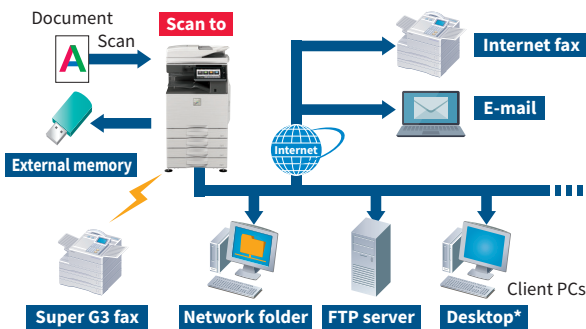 Document
Scan
Scan to
Internet fax
E-mail
Internet
External memory
Client PCs
Super G3 fax
Network folder
FTP server
Desktop*